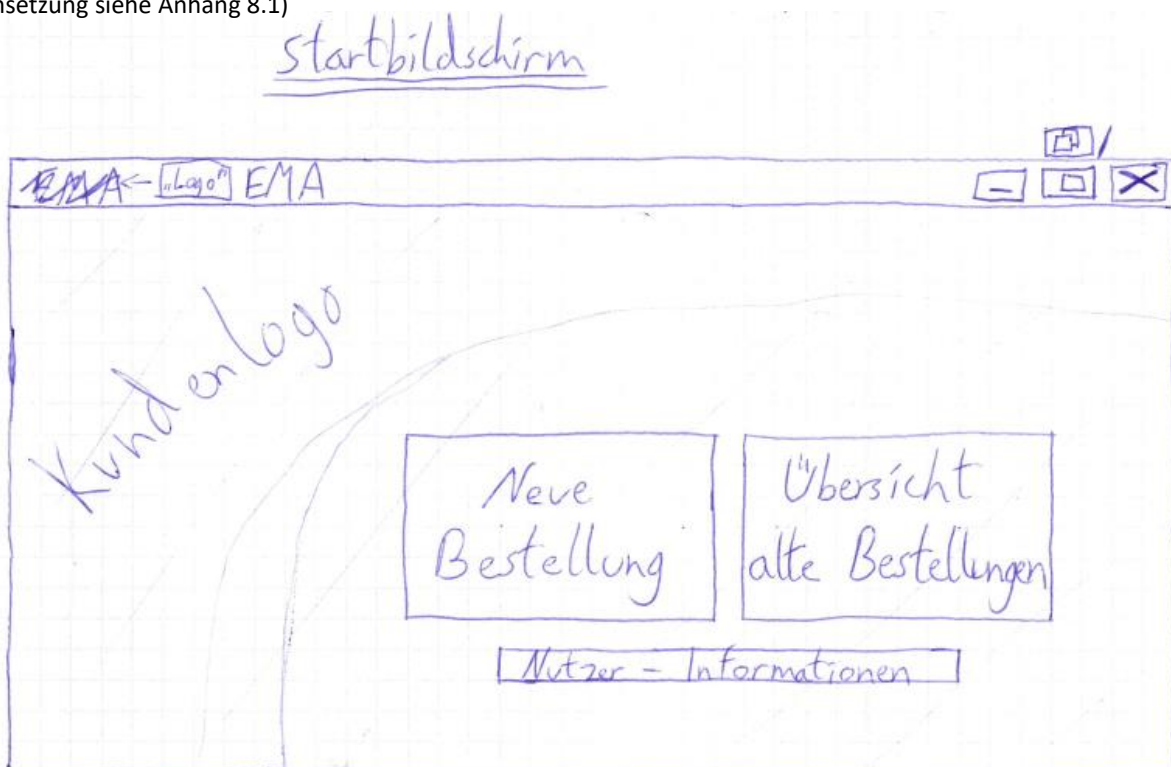 nsetzung siehe Anhang 8.1)
Startbildschirm
"Logo" EMA
Kundenlogo
Neue
Bestellung
Übersicht
alte Bestellungen
Nutzer - Informationen